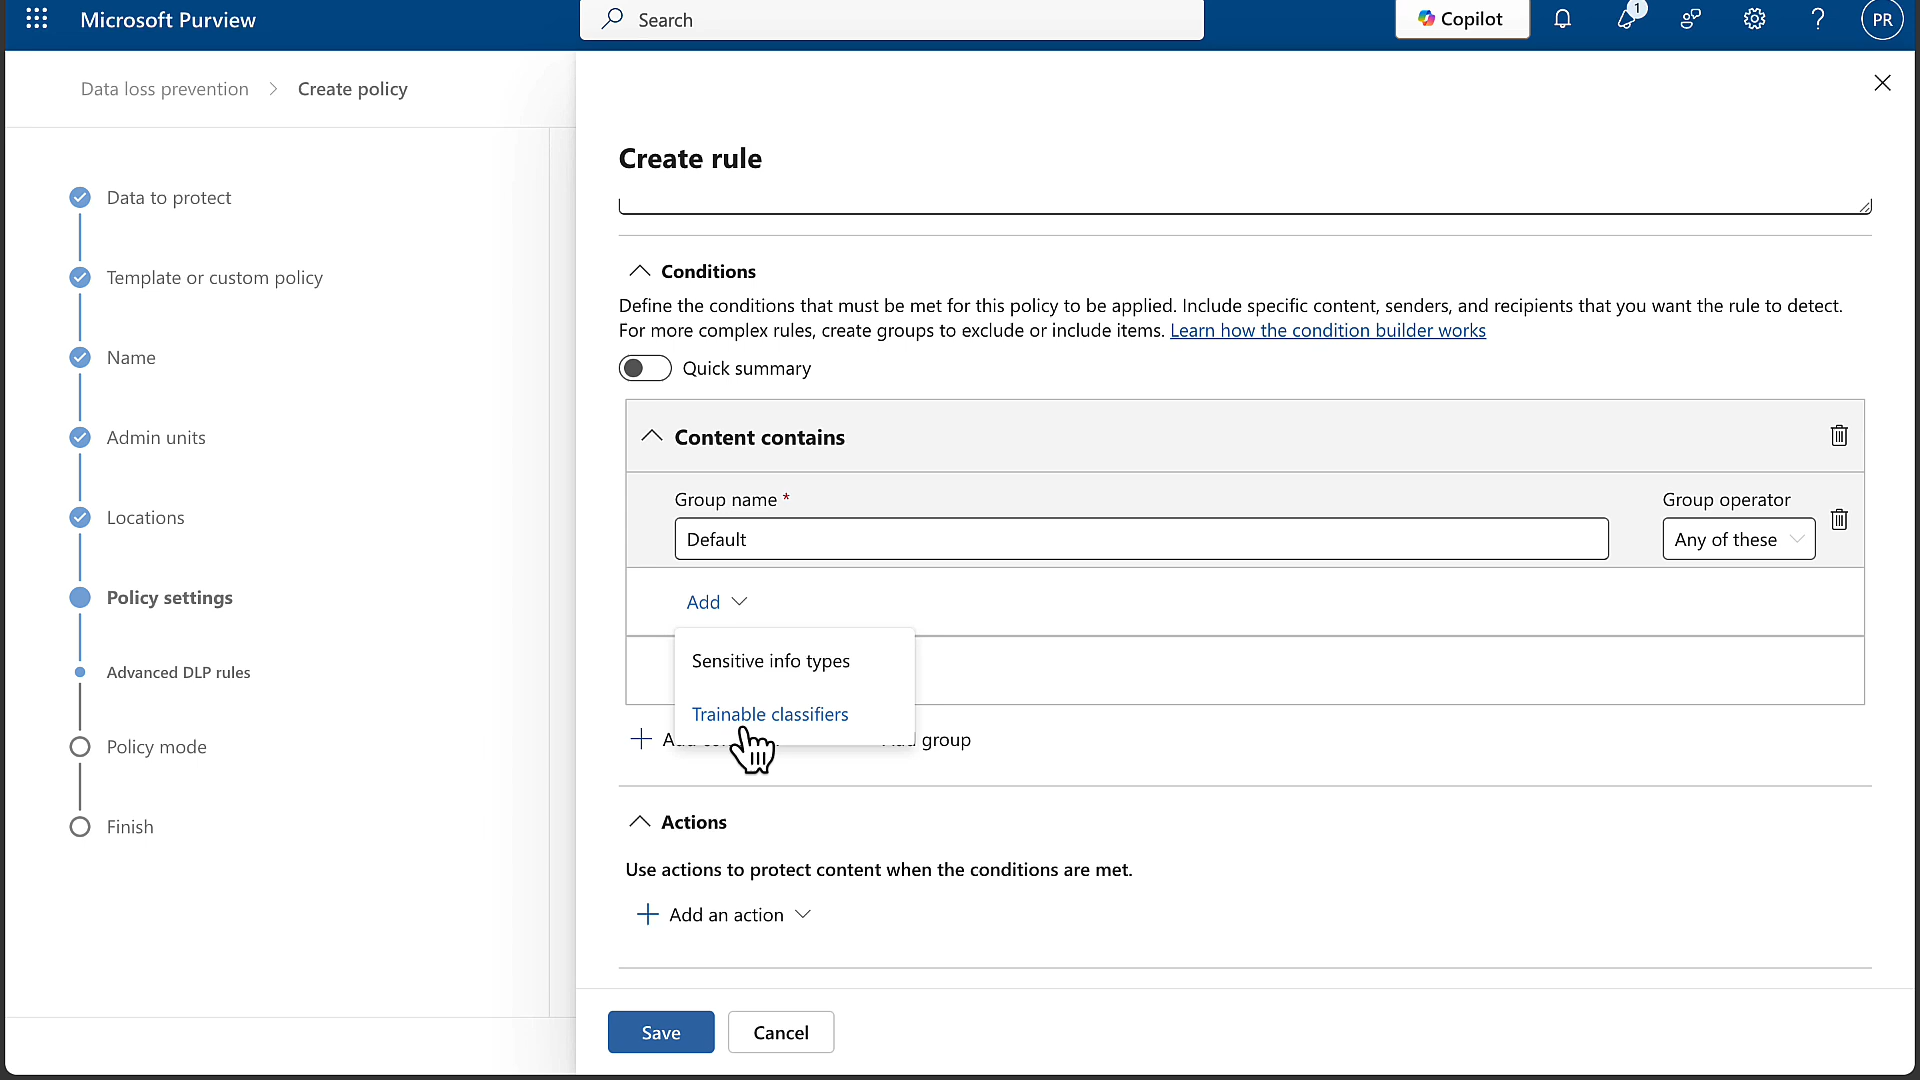 Microsoft Purview
Search
Copilot
1
PR
Data loss prevention > Create policy
Data to protect
Template or custom policy
Name
Admin units
Locations
Policy settings
Advanced DLP rules
Policy mode
Finish
Create rule
Conditions
Define the conditions that must be met for this policy to be applied. Include specific content, senders, and recipients that you want the rule to detect.
For more complex rules, create groups to exclude or include items. Learn how the condition builder works
Quick summary
Content contains
Group name * Group operator
Default Any of these
Add
Sensitive info types
Trainable classifiers
group
Actions
Use actions to protect content when the conditions are met.
Add an action
Save Cancel